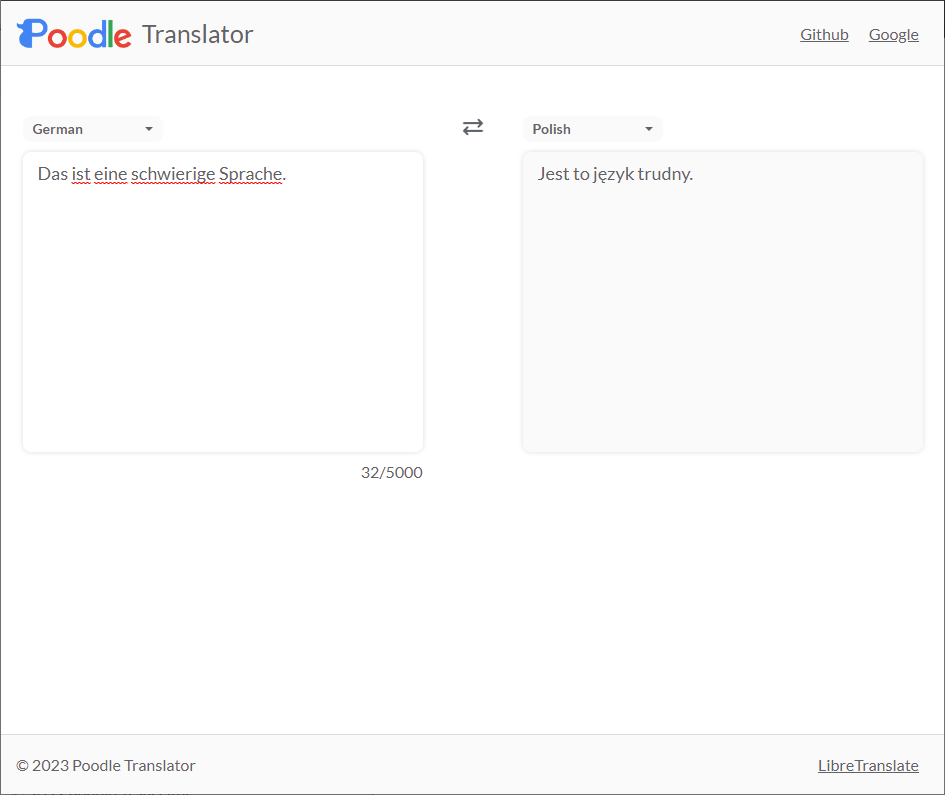 Poodle Translator
Github Google
German
Polish
Das ist eine schwierige Sprache.
Jest to język trudny.
32/5000
© 2023 Poodle Translator
LibreTranslate